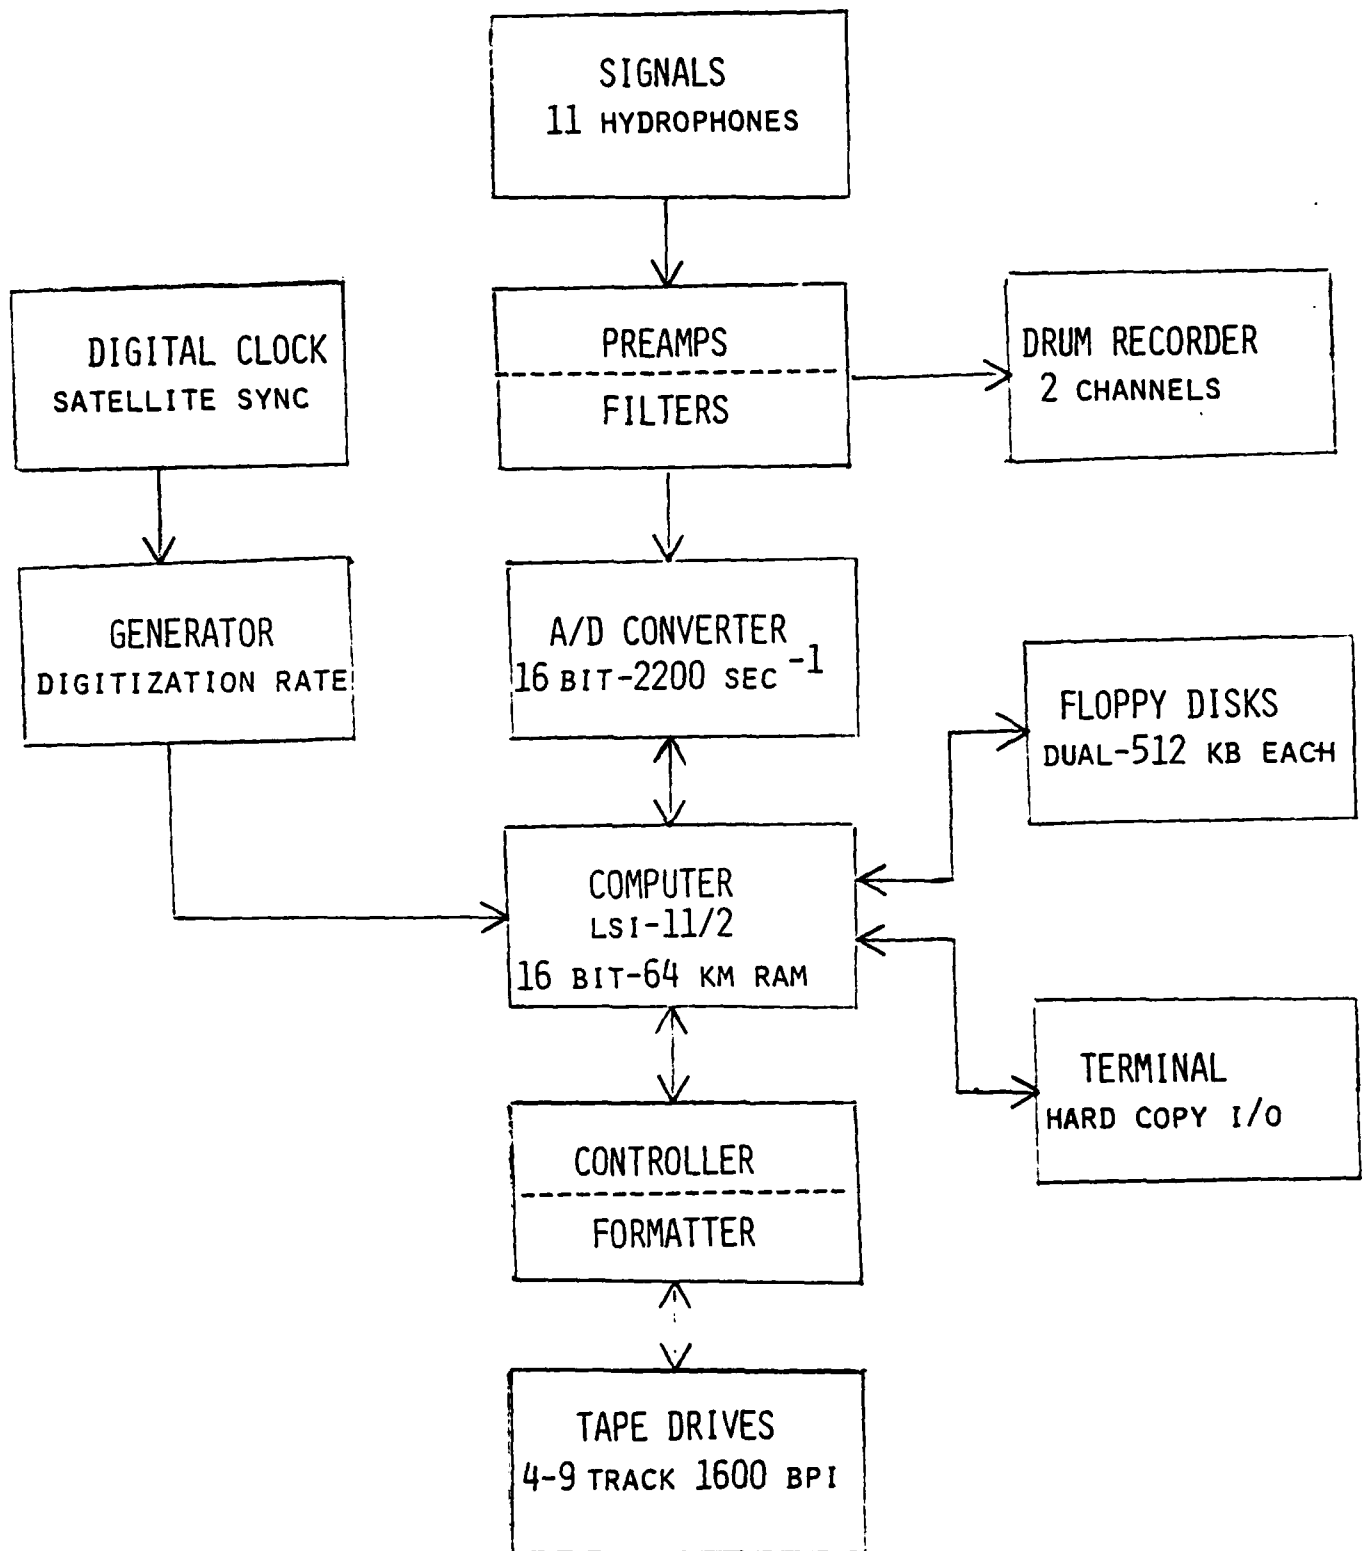 SIGNALS
11 HYDROPHONES
DIGITAL CLOCK
SATELLITE SYNC
PREAMPS
FILTERS
DRUM RECORDER
2 CHANNELS
GENERATOR
DIGITIZATION RATE
A/D CONVERTER
16 BIT-2200 SEC⁻¹
FLOPPY DISKS
DUAL-512 KB EACH
COMPUTER
LSI-11/2
16 BIT-64 KM RAM
TERMINAL
HARD COPY I/O
CONTROLLER
FORMATTER
TAPE DRIVES
4-9 TRACK 1600 BPI